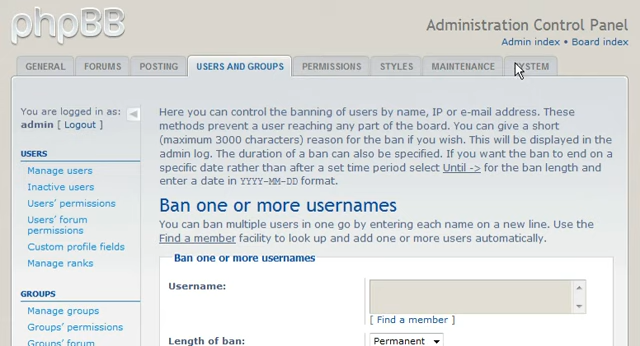 phpBB
Administration Control Panel
Admin index • Board index
GENERAL FORUMS POSTING USERS AND GROUPS PERMISSIONS STYLES MAINTENANCE SYSTEM
You are logged in as:
admin [ Logout ]
USERS
Manage users
Inactive users
Users’ permissions
Users’ forum
permissions
Custom profile fields
Manage ranks
GROUPS
Manage groups
Groups’ permissions
Groups’ forum
Here you can control the banning of users by name, IP or e-mail address. These
methods prevent a user reaching any part of the board. You can give a short
(maximum 3000 characters) reason for the ban if you wish. This will be displayed in the
admin log. The duration of a ban can also be specified. If you want the ban to end on a
specific date rather than after a set time period select Until -> for the ban length and
enter a date in YYYY-MM-DD format.
Ban one or more usernames
You can ban multiple users in one go by entering each name on a new line. Use the
Find a member facility to look up and add one or more users automatically.
Ban one or more usernames
Username:
[ Find a member ]
Length of ban: Permanent